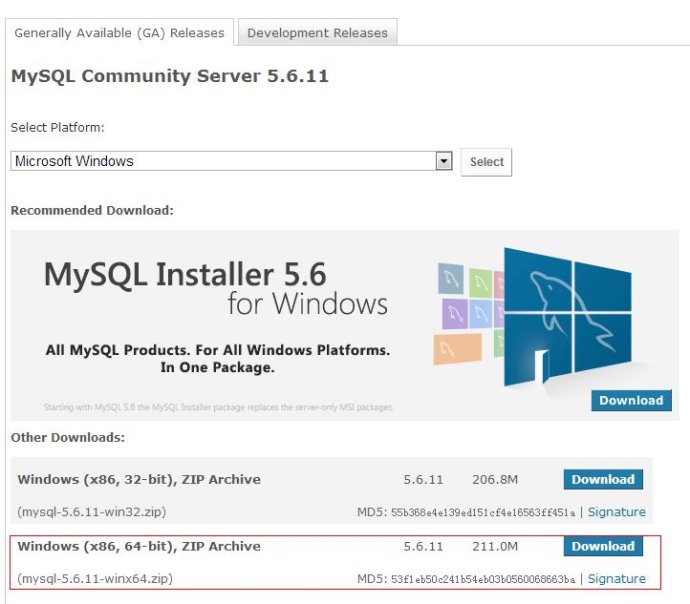 Generally Available (GA) Releases
Development Releases
MySQL Community Server 5.6.11
Select Platform:
Microsoft Windows
Select
Recommended Download:
MySQL Installer 5.6
for Windows
All MySQL Products. For All Windows Platforms.
In One Package.
Starting with MySQL 5.6 the MySQL Installer package replaces the server-only MSI packages.
Download
Other Downloads:
Windows (x86, 32-bit), ZIP Archive 5.6.11 206.8M Download
(mysql-5.6.11-win32.zip) MD5: 55b368e4e139ed151cf4e16563ff451a | Signature
Windows (x86, 64-bit), ZIP Archive 5.6.11 211.0M Download
(mysql-5.6.11-winx64.zip) MD5: 53f1eb50c241b54eb03b0560068663ba | Signature